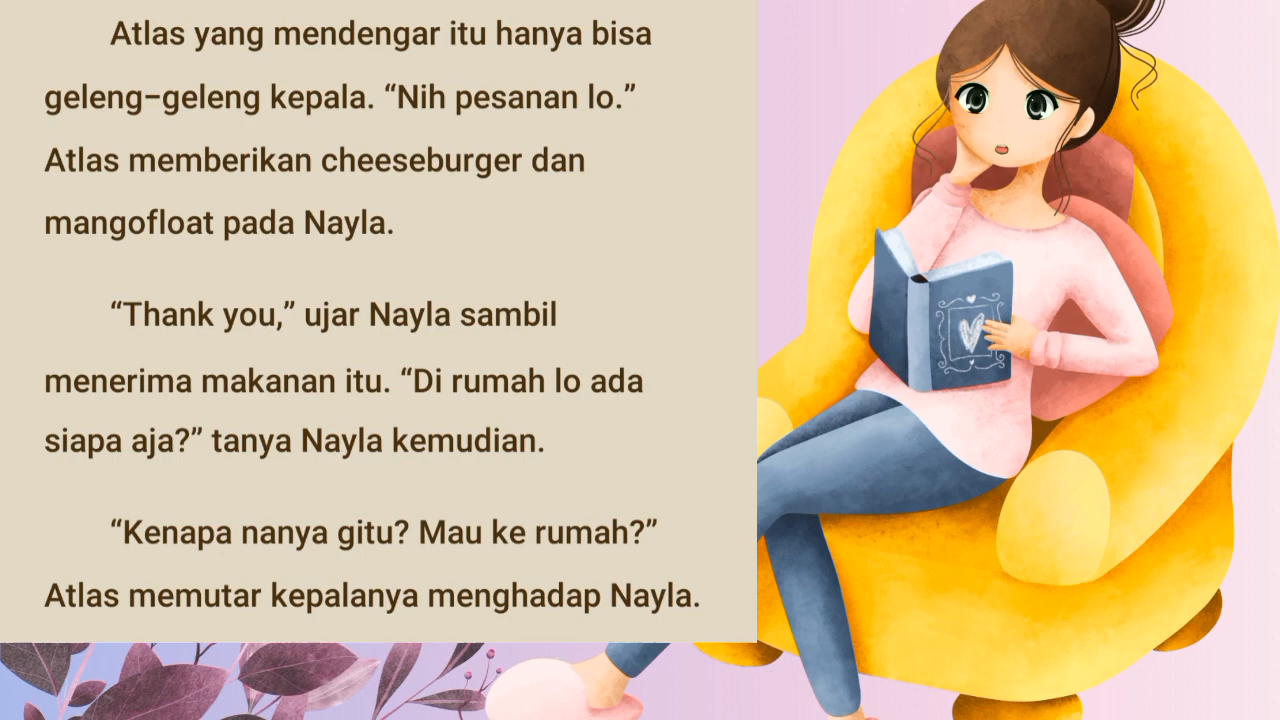 Atlas yang mendengar itu hanya bisa
geleng-geleng kepala. “Nih pesanan lo.”
Atlas memberikan cheeseburger dan
mangofloat pada Nayla.
“Thank you,” ujar Nayla sambil
menerima makanan itu. “Di rumah lo ada
siapa aja?” tanya Nayla kemudian.
“Kenapa nanya gitu? Mau ke rumah?”
Atlas memutar kepalanya menghadap Nayla.